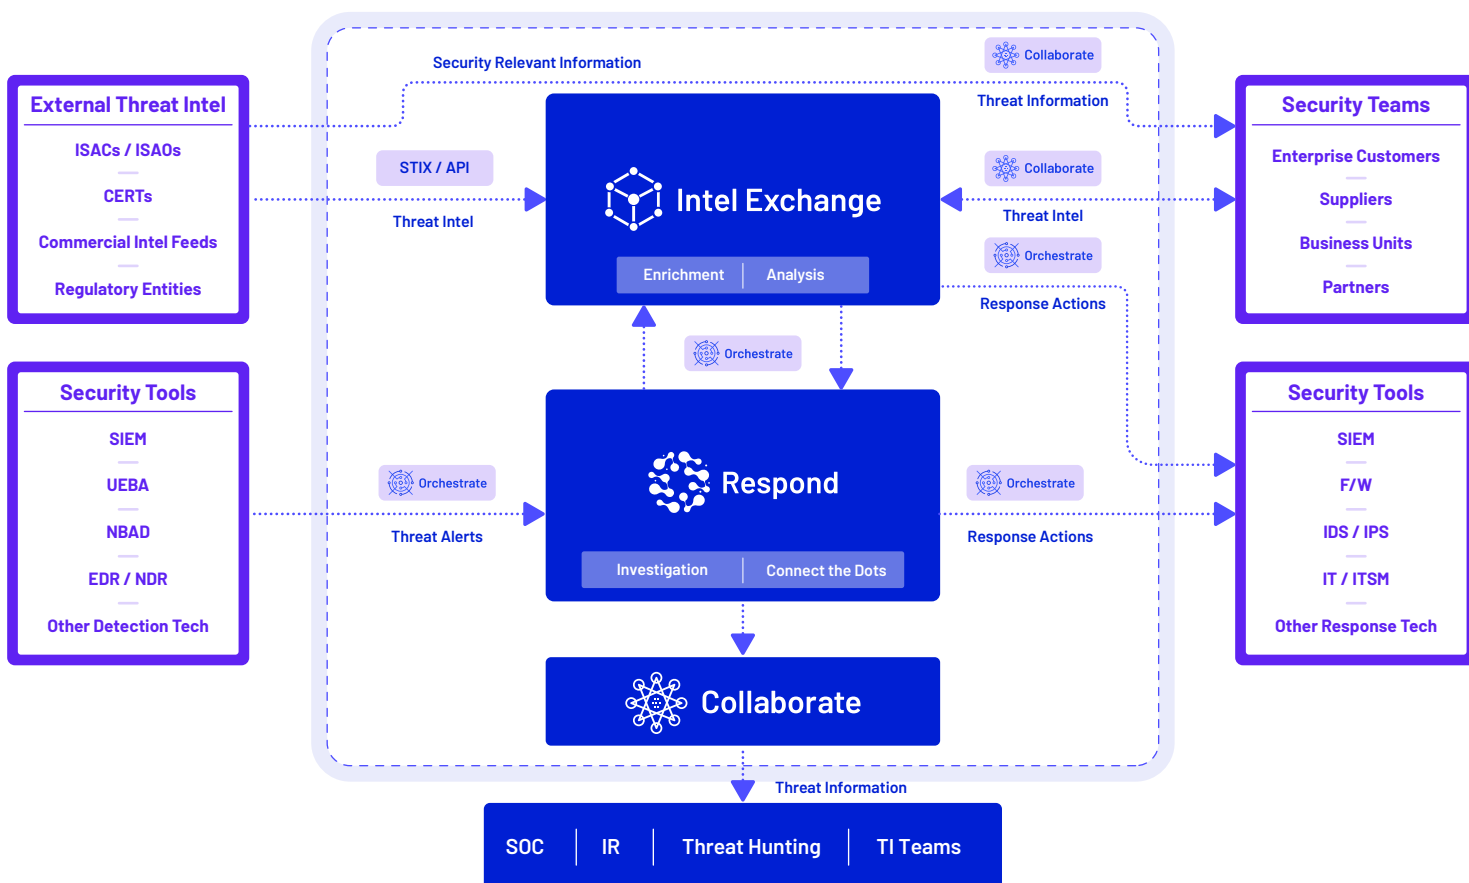 Security Relevant Information
Collaborate
Threat Information
External Threat Intel
ISACs / ISAOs
CERTs
Commercial Intel Feeds
Regulatory Entities
STIX / API
Threat Intel
Intel Exchange
Enrichment
Analysis
Collaborate
Threat Intel
Orchestrate
Response Actions
Security Teams
Enterprise Customers
Suppliers
Business Units
Partners
Orchestrate
Security Tools
SIEM
UEBA
NBAD
EDR / NDR
Other Detection Tech
Orchestrate
Threat Alerts
Respond
Investigation
Connect the Dots
Orchestrate
Response Actions
Security Tools
SIEM
F/W
IDS / IPS
IT / ITSM
Other Response Tech
Collaborate
Threat Information
SOC
IR
Threat Hunting
TI Teams